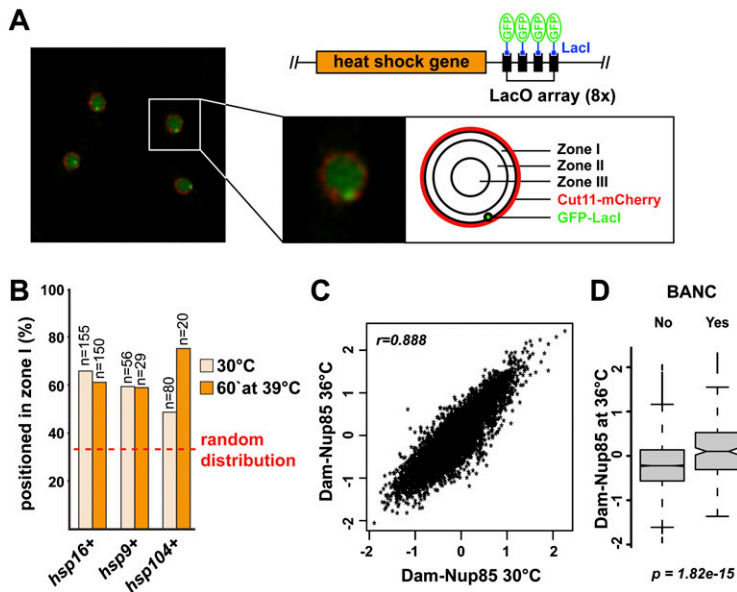 A
GFP GFP GFP GFP
LacI
// heat shock gene //
LacO array (8x)
Zone I
Zone II
Zone III
Cut11-mCherry
GFP-LacI
B
positioned in zone I (%)
100
80
60
40
20
n=155
n=150
n=56
n=29
n=80
n=20
30°C
60`at 39°C
random
distribution
hsp16+
hsp9+
hsp104+
C
r=0.888
Dam-Nup85 36°C
2
1
0
-1
-2
-2 -1 0 1 2
Dam-Nup85 30°C
D
BANC
No Yes
Dam-Nup85 at 36°C
2
1
0
-1
-2
p = 1.82e-15